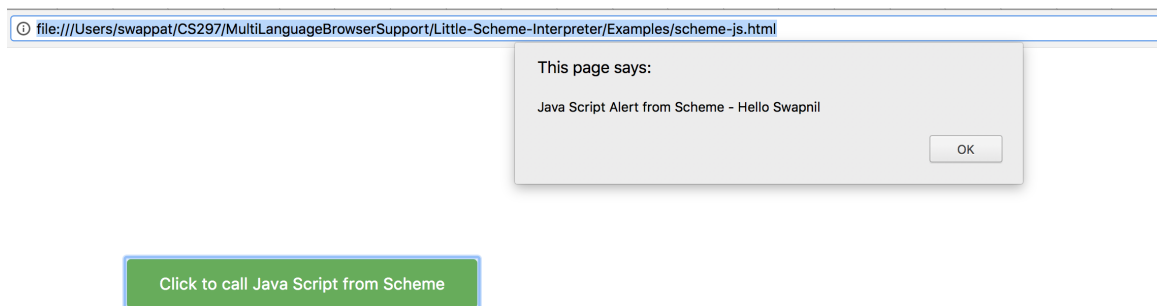 file:///Users/swappat/CS297/MultiLanguageBrowserSupport/Little-Scheme-Interpreter/Examples/scheme-js.html
This page says:
Java Script Alert from Scheme - Hello Swapnil
OK
Click to call Java Script from Scheme